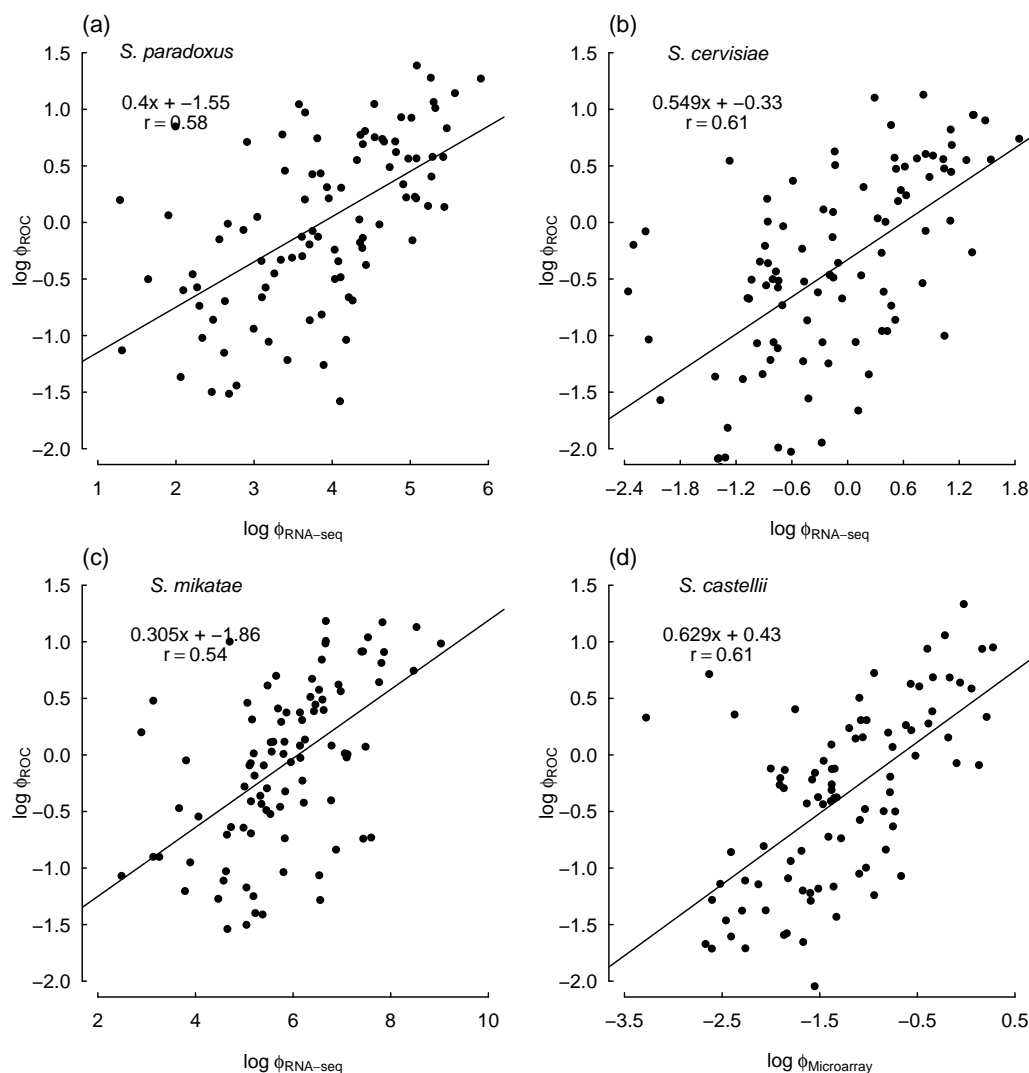 (a)
S. paradoxus
0.4x + −1.55
r = 0.58
1.5
1.0
0.5
0.0
−0.5
−1.0
−1.5
−2.0
log ϕROC
1 2 3 4 5 6
log ϕRNA−seq
(b)
S. cervisiae
0.549x + −0.33
r = 0.61
1.5
1.0
0.5
0.0
−0.5
−1.0
−1.5
−2.0
log ϕROC
−2.4 −1.8 −1.2 −0.6 0.0 0.6 1.2 1.8
log ϕRNA−seq
(c)
S. mikatae
0.305x + −1.86
r = 0.54
1.5
1.0
0.5
0.0
−0.5
−1.0
−1.5
−2.0
log ϕROC
2 4 6 8 10
log ϕRNA−seq
(d)
S. castellii
0.629x + 0.43
r = 0.61
1.5
1.0
0.5
0.0
−0.5
−1.0
−1.5
−2.0
log ϕROC
−3.5 −2.5 −1.5 −0.5 0.5
log ϕMicroarray